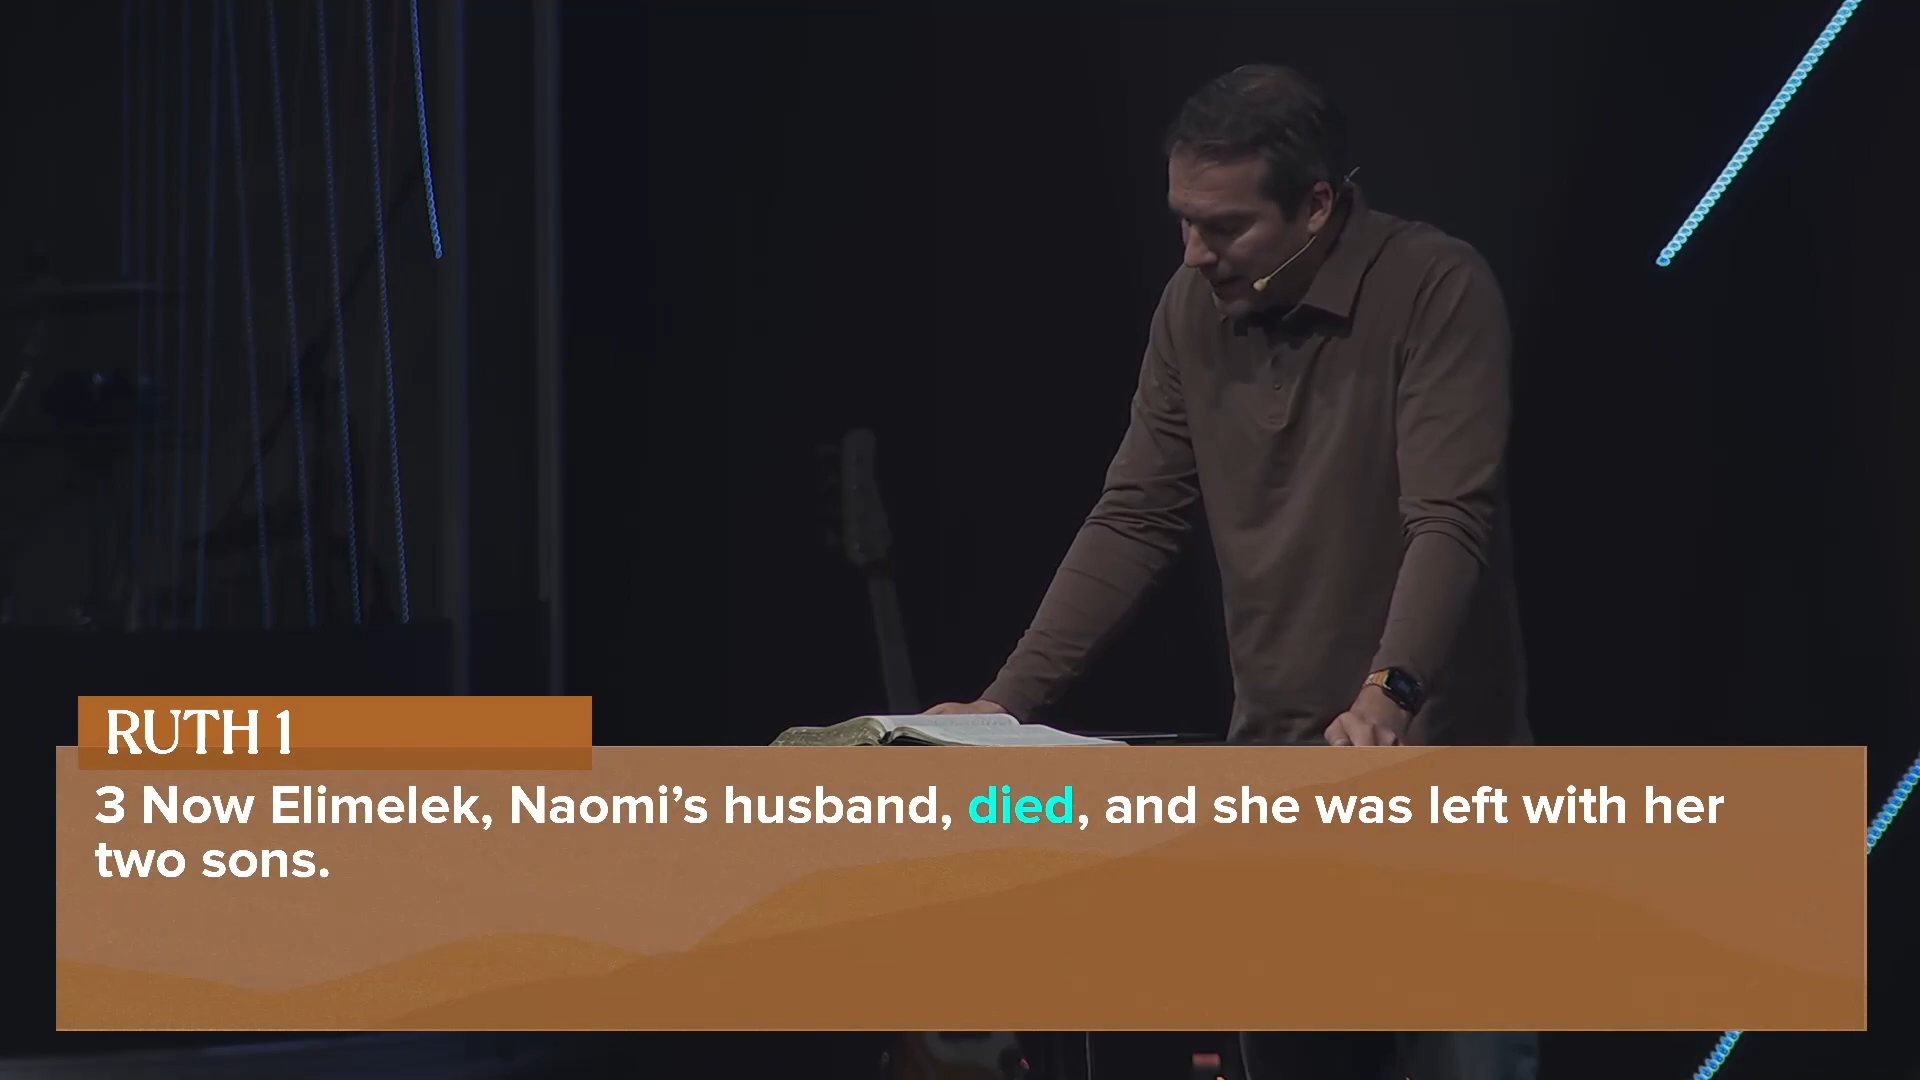 RUTH 1
3 Now Elimelek, Naomi’s husband, died, and she was left with her
two sons.